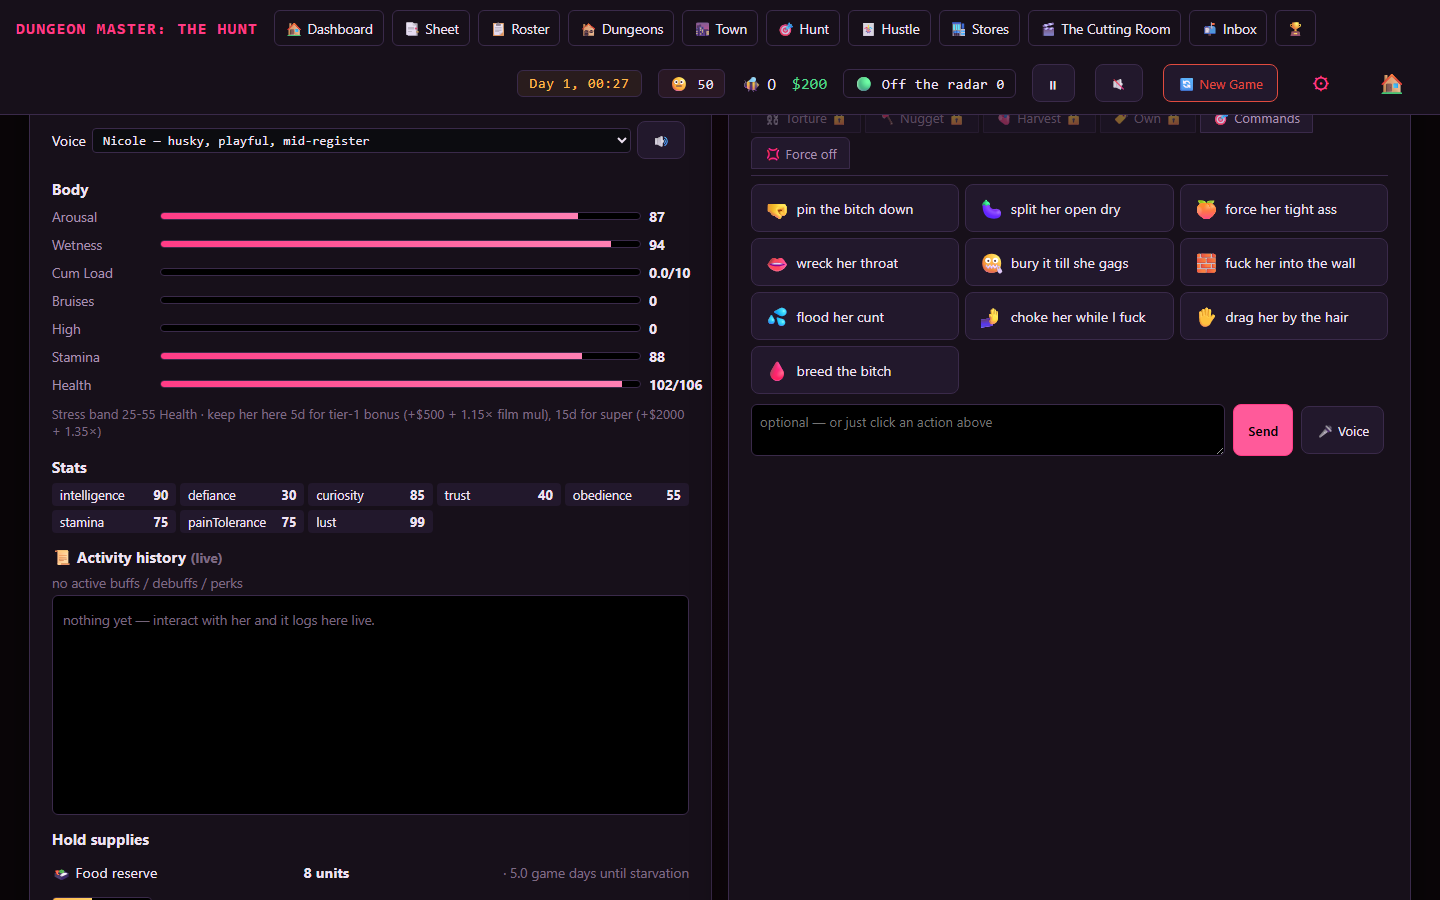 DUNGEON MASTER: THE HUNT
Dashboard
Sheet
Roster
Dungeons
Town
Hunt
Hustle
Stores
The Cutting Room
Inbox
Day 1, 00:27
50
0
$200
Off the radar 0
New Game
Voice
Nicole — husky, playful, mid-register
Body
Arousal 87
Wetness 94
Cum Load 0.0/10
Bruises 0
High 0
Stamina 88
Health 102/106
Stress band 25-55 Health · keep her here 5d for tier-1 bonus (+$500 + 1.15× film mul), 15d for super (+$2000
+ 1.35×)
Stats
intelligence 90
defiance 30
curiosity 85
trust 40
obedience 55
stamina 75
painTolerance 75
lust 99
Activity history (live)
no active buffs / debuffs / perks
nothing yet — interact with her and it logs here live.
Hold supplies
Food reserve 8 units · 5.0 game days until starvation
Torture
Nugget
Harvest
Own
Commands
Force off
pin the bitch down
split her open dry
force her tight ass
wreck her throat
bury it till she gags
fuck her into the wall
flood her cunt
choke her while I fuck
drag her by the hair
breed the bitch
optional — or just click an action above
Send
Voice